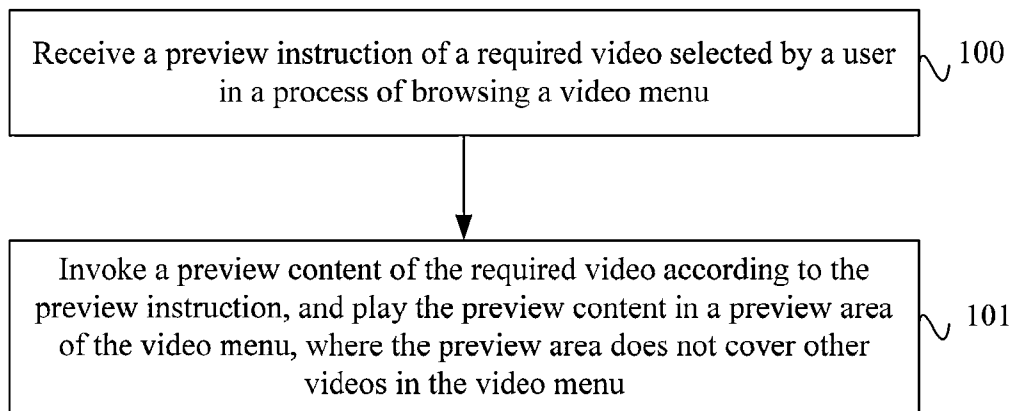 Receive a preview instruction of a required video selected by a user
in a process of browsing a video menu
100
Invoke a preview content of the required video according to the
preview instruction, and play the preview content in a preview area
of the video menu, where the preview area does not cover other
videos in the video menu
101